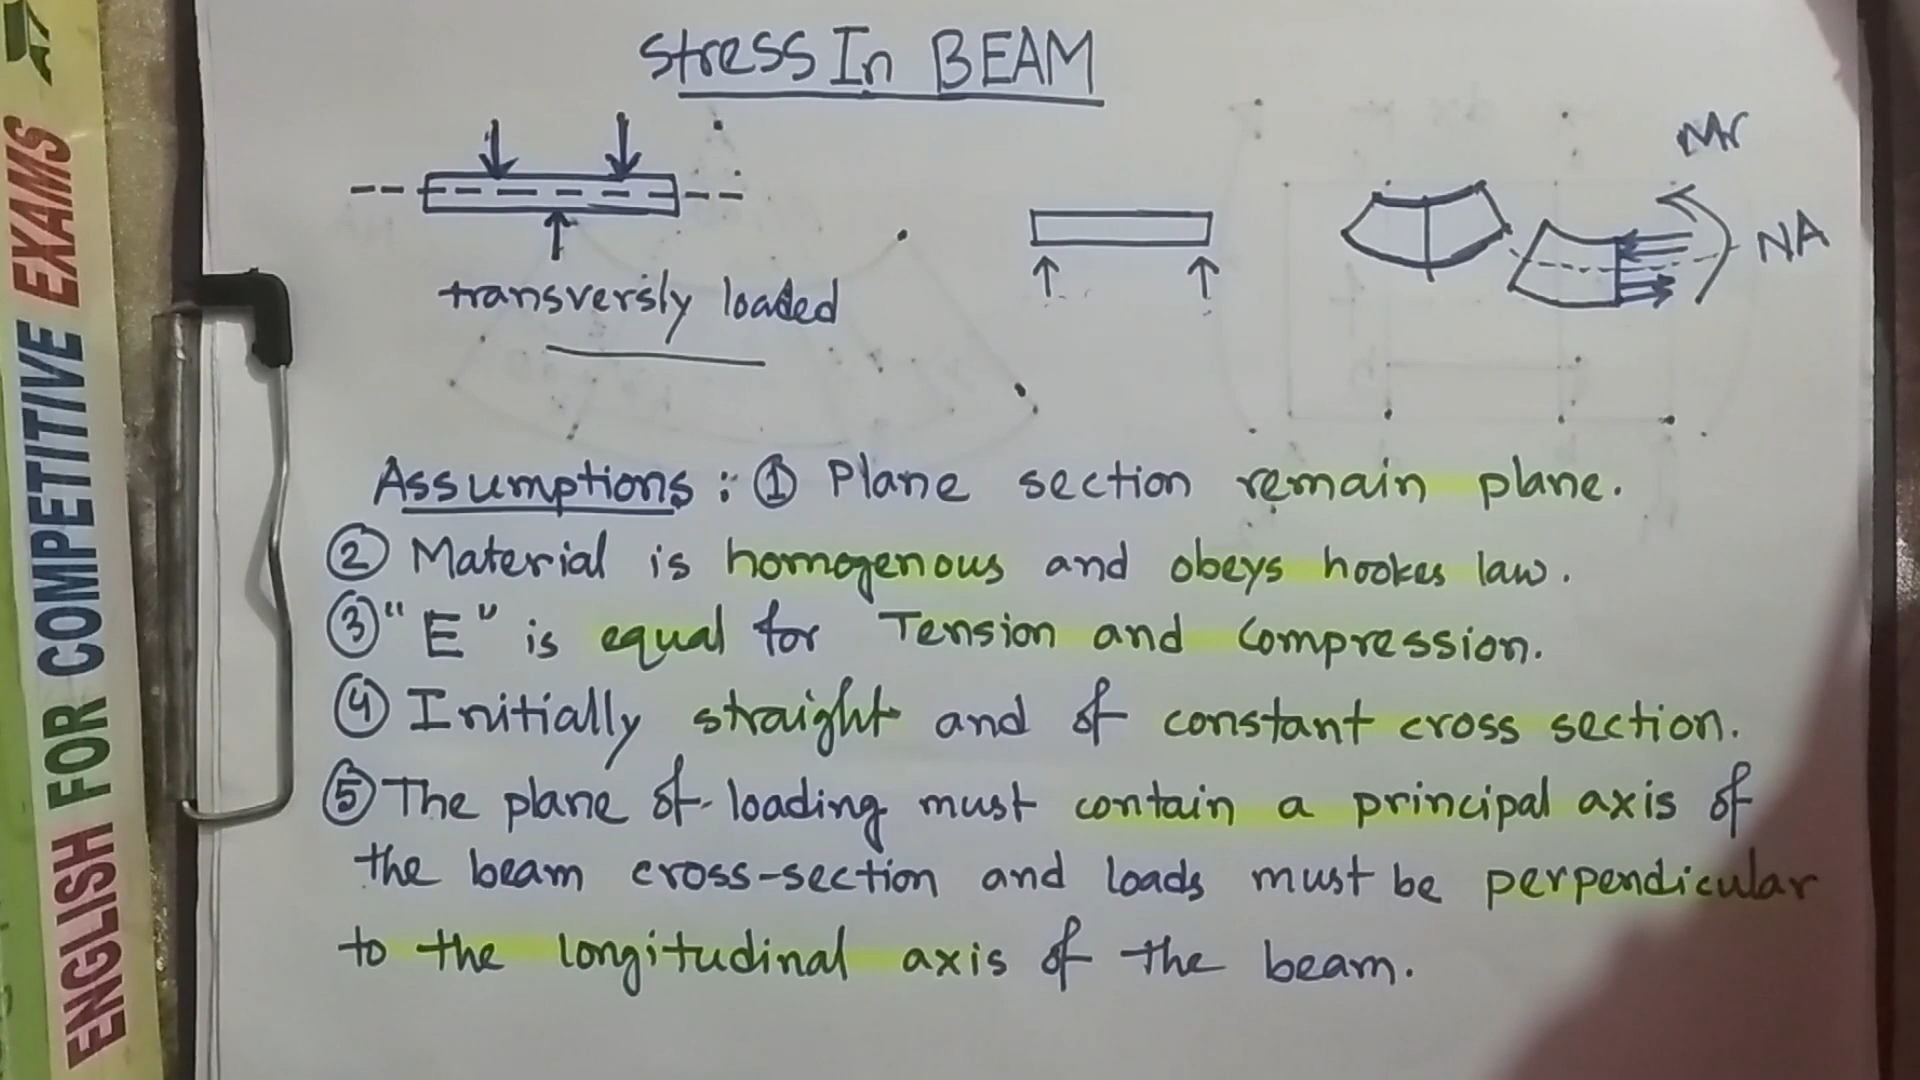 Stress In BEAM
Mr
NA
transversly loaded
Assumptions : ① Plane section remain plane.
② Material is homogenous and obeys hookes law.
③ "E" is equal for Tension and Compression.
④ Initially straight and of constant cross section.
⑤ The plane of loading must contain a principal axis of
the beam cross-section and loads must be perpendicular
to the longitudinal axis of the beam.
ENGLISH FOR COMPETITIVE EXAMS